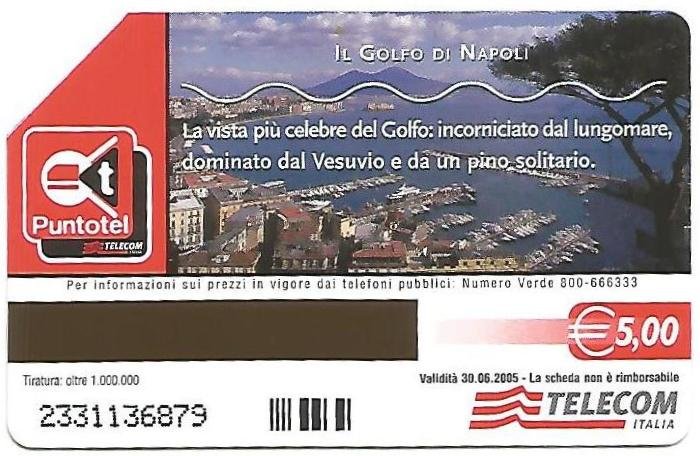 IL GOLFO DI NAPOLI
La vista più celebre del Golfo: incorniciato dal lungomare,
dominato dal Vesuvio e da un pino solitario.
t
Puntotel
TELECOM
ITALIA
Per informazioni sui prezzi in vigore dai telefoni pubblici: Numero Verde 800-666333
€5,00
Tiratura: oltre 1.000.000
Validità 30.06.2005 - La scheda non è rimborsabile
2331136879
TELECOM
ITALIA